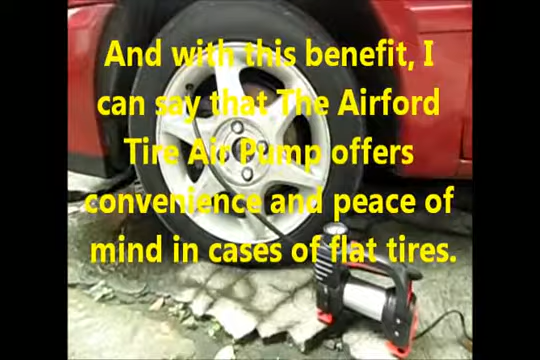 And with this benefit, I
can say that The Airford
Tire Air Pump offers
convenience and peace of
mind in cases of flat tires.